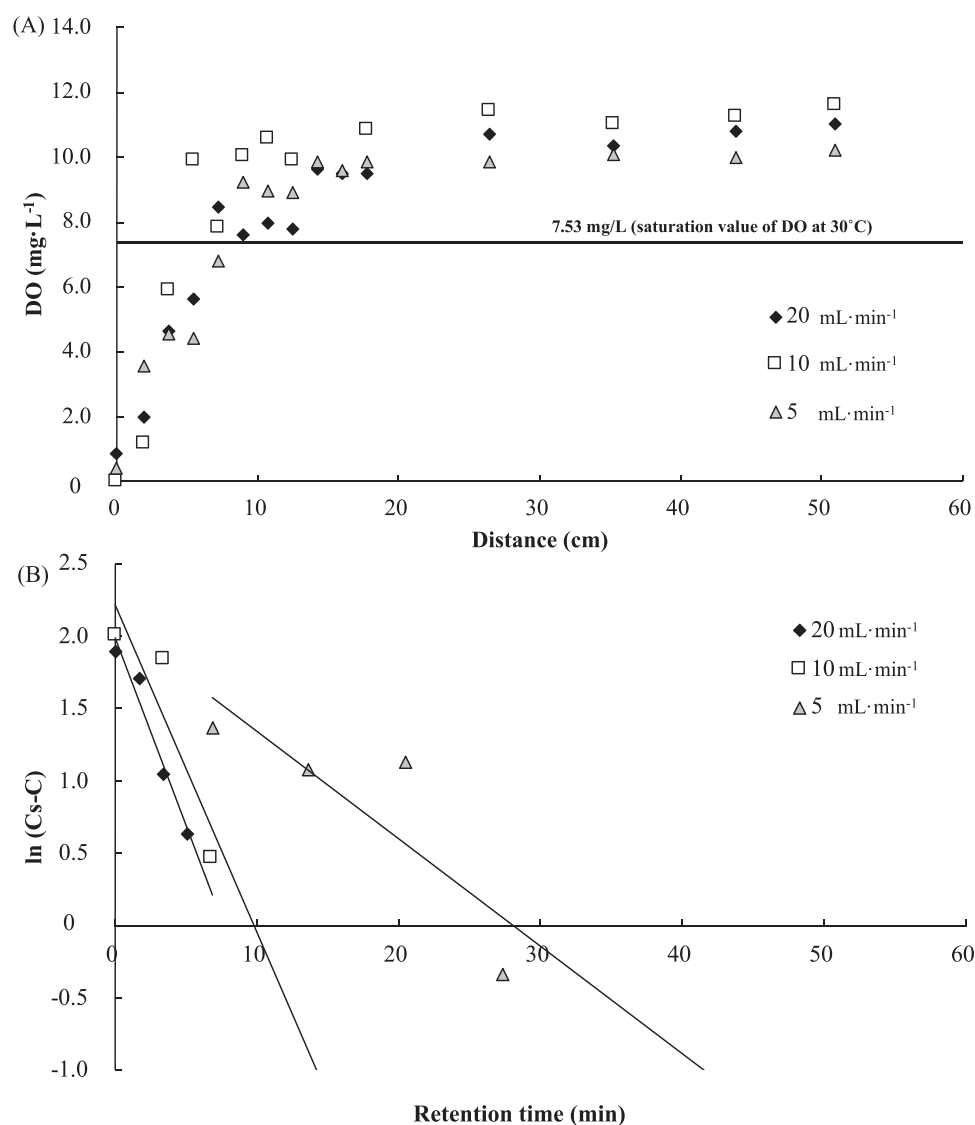 (A)
14.0
12.0
10.0
8.0
6.0
4.0
2.0
0
DO (mg·L-1)
7.53 mg/L (saturation value of DO at 30˚C)
20 mL·min-1
10 mL·min-1
5 mL·min-1
0 10 20 30 40 50 60
Distance (cm)
(B)
2.5
2.0
1.5
1.0
0.5
0
-0.5
-1.0
ln (Cs-C)
20 mL·min-1
10 mL·min-1
5 mL·min-1
0 10 20 30 40 50 60
Retention time (min)